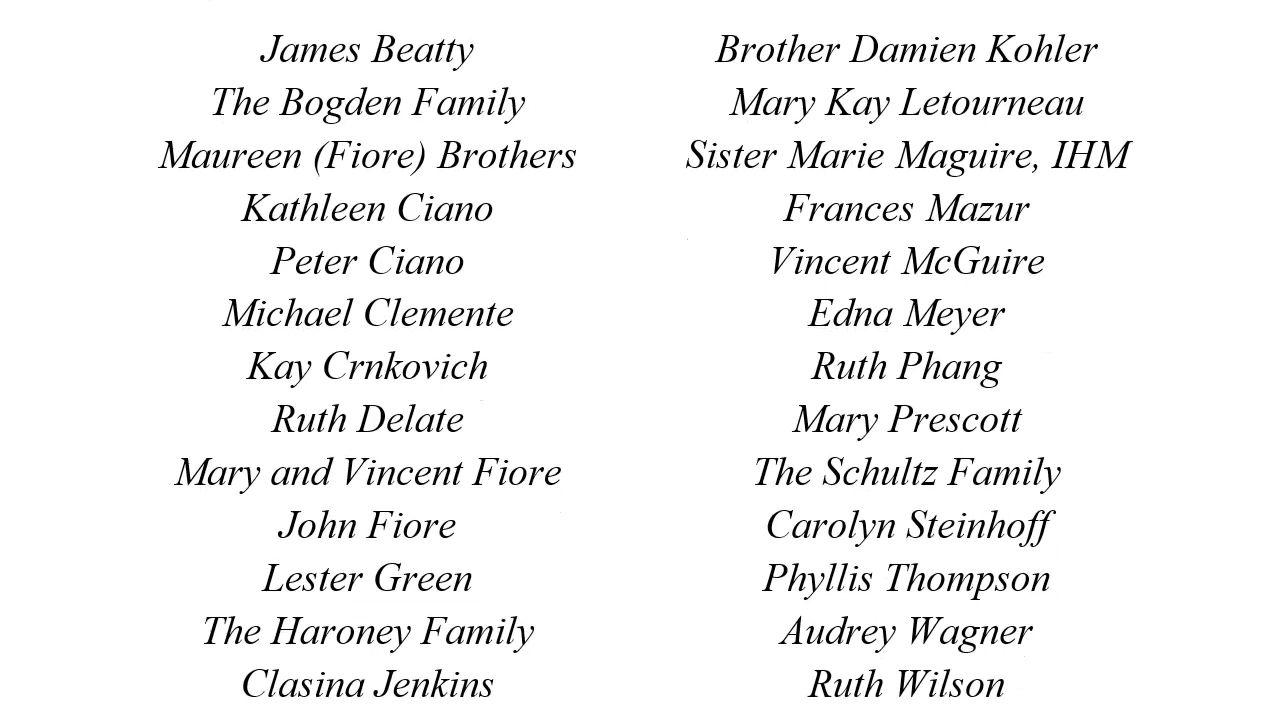 James Beatty
The Bogden Family
Maureen (Fiore) Brothers
Kathleen Ciano
Peter Ciano
Michael Clemente
Kay Crnkovich
Ruth Delate
Mary and Vincent Fiore
John Fiore
Lester Green
The Haroney Family
Clasina Jenkins
Brother Damien Kohler
Mary Kay Letourneau
Sister Marie Maguire, IHM
Frances Mazur
Vincent McGuire
Edna Meyer
Ruth Phang
Mary Prescott
The Schultz Family
Carolyn Steinhoff
Phyllis Thompson
Audrey Wagner
Ruth Wilson